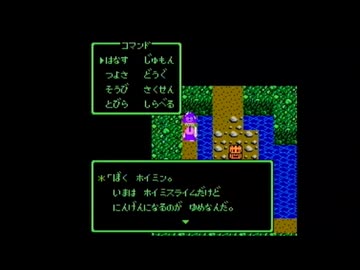 コマンド
▶はなす じゅもん
つよさ どうぐ
そうび さくせん
とびら しらべる
＊「ぼく ホイミン。
いまは ホイミスライムだけど
にんげんになるのが ゆめなんだ。
▼